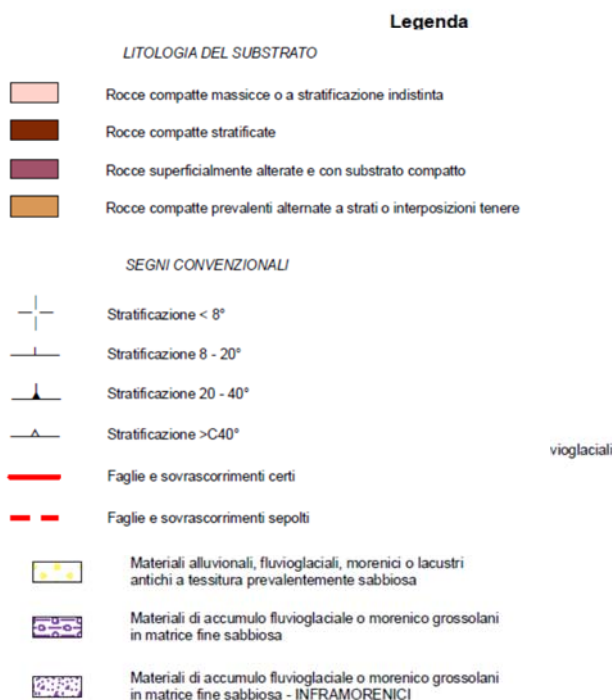 Legenda
LITOLOGIA DEL SUBSTRATO
Rocce compatte massicce o a stratificazione indistinta
Rocce compatte stratificate
Rocce superficialmente alterate e con substrato compatto
Rocce compatte prevalenti alternate a strati o interposizioni tenere
SEGNI CONVENZIONALI
Stratificazione < 8°
Stratificazione 8 - 20°
Stratificazione 20 - 40°
Stratificazione >C40°
vioglaciali
Faglie e sovrascorrimenti certi
Faglie e sovrascorrimenti sepolti
Materiali alluvionali, fluvioglaciali, morenici o lacustri
antichi a tessitura prevalentemente sabbiosa
Materiali di accumulo fluvioglaciale o morenico grossolani
in matrice fine sabbiosa
Materiali di accumulo fluvioglaciale o morenico grossolani
in matrice fine sabbiosa - INFRAMORENICI